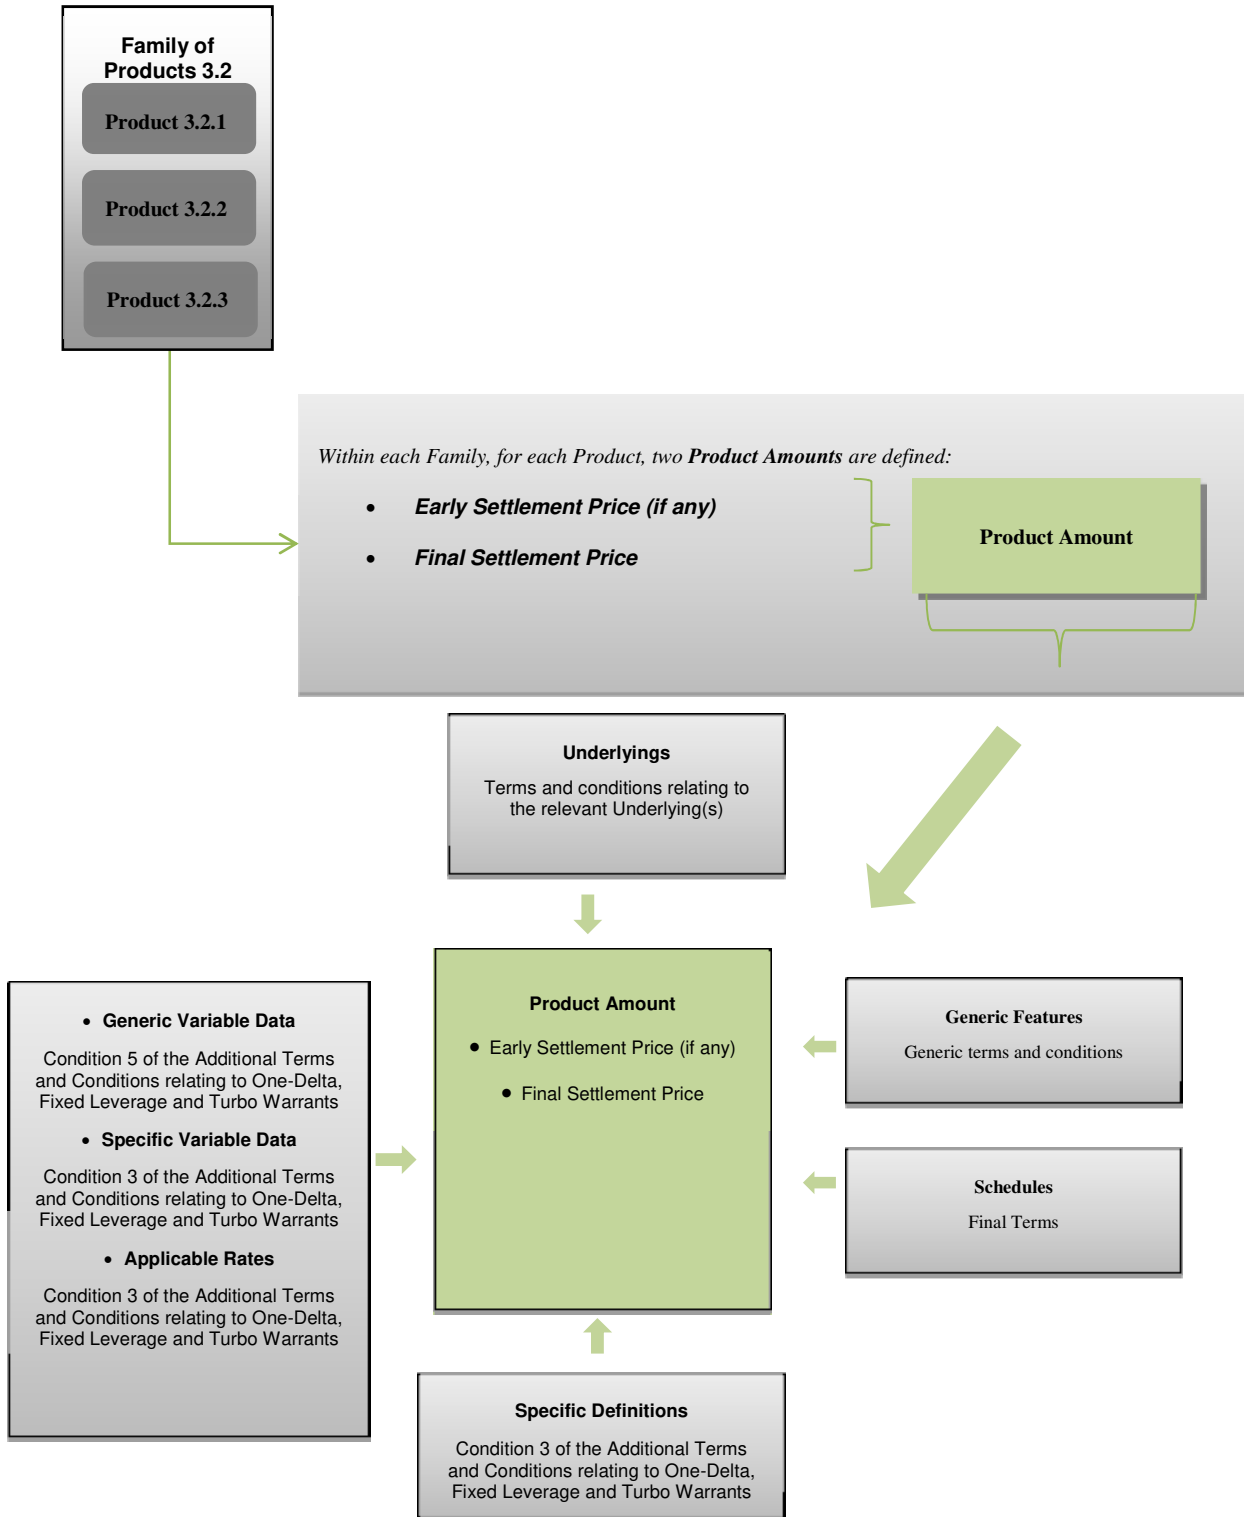 Family of
Products 3.2
Product 3.2.1
Product 3.2.2
Product 3.2.3
Within each Family, for each Product, two Product Amounts are defined:
• Early Settlement Price (if any)
• Final Settlement Price
Product Amount
Underlyings
Terms and conditions relating to
the relevant Underlying(s)
• Generic Variable Data
Condition 5 of the Additional Terms
and Conditions relating to One-Delta,
Fixed Leverage and Turbo Warrants
• Specific Variable Data
Condition 3 of the Additional Terms
and Conditions relating to One-Delta,
Fixed Leverage and Turbo Warrants
• Applicable Rates
Condition 3 of the Additional Terms
and Conditions relating to One-Delta,
Fixed Leverage and Turbo Warrants
Product Amount
• Early Settlement Price (if any)
• Final Settlement Price
Generic Features
Generic terms and conditions
Schedules
Final Terms
Specific Definitions
Condition 3 of the Additional Terms
and Conditions relating to One-Delta,
Fixed Leverage and Turbo Warrants